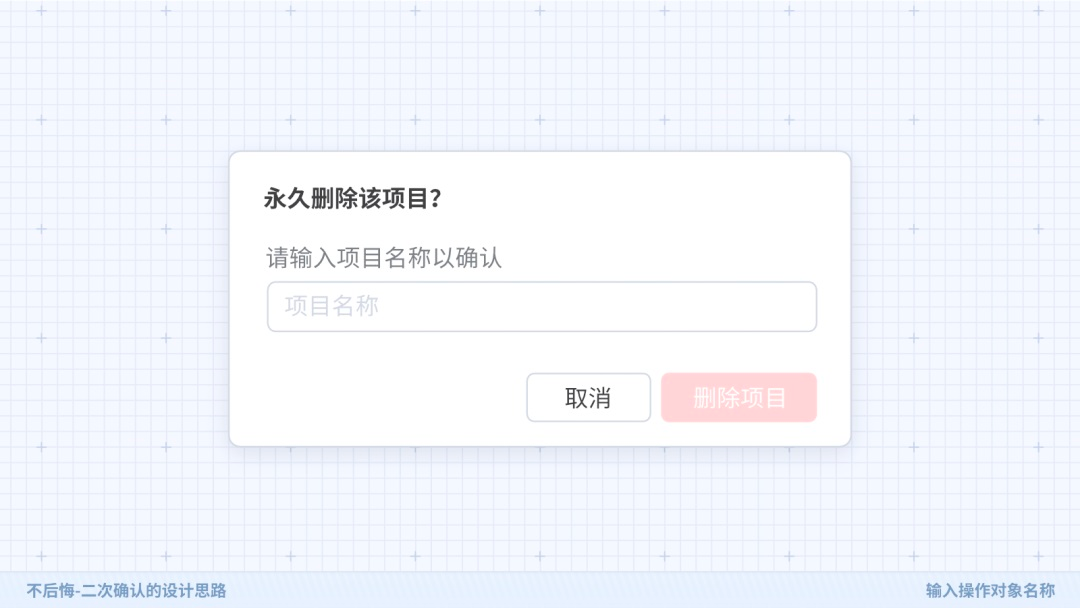 永久删除该项目?
请输入项目名称以确认
项目名称
取消
删除项目
不后悔-二次确认的设计思路
输入操作对象名称